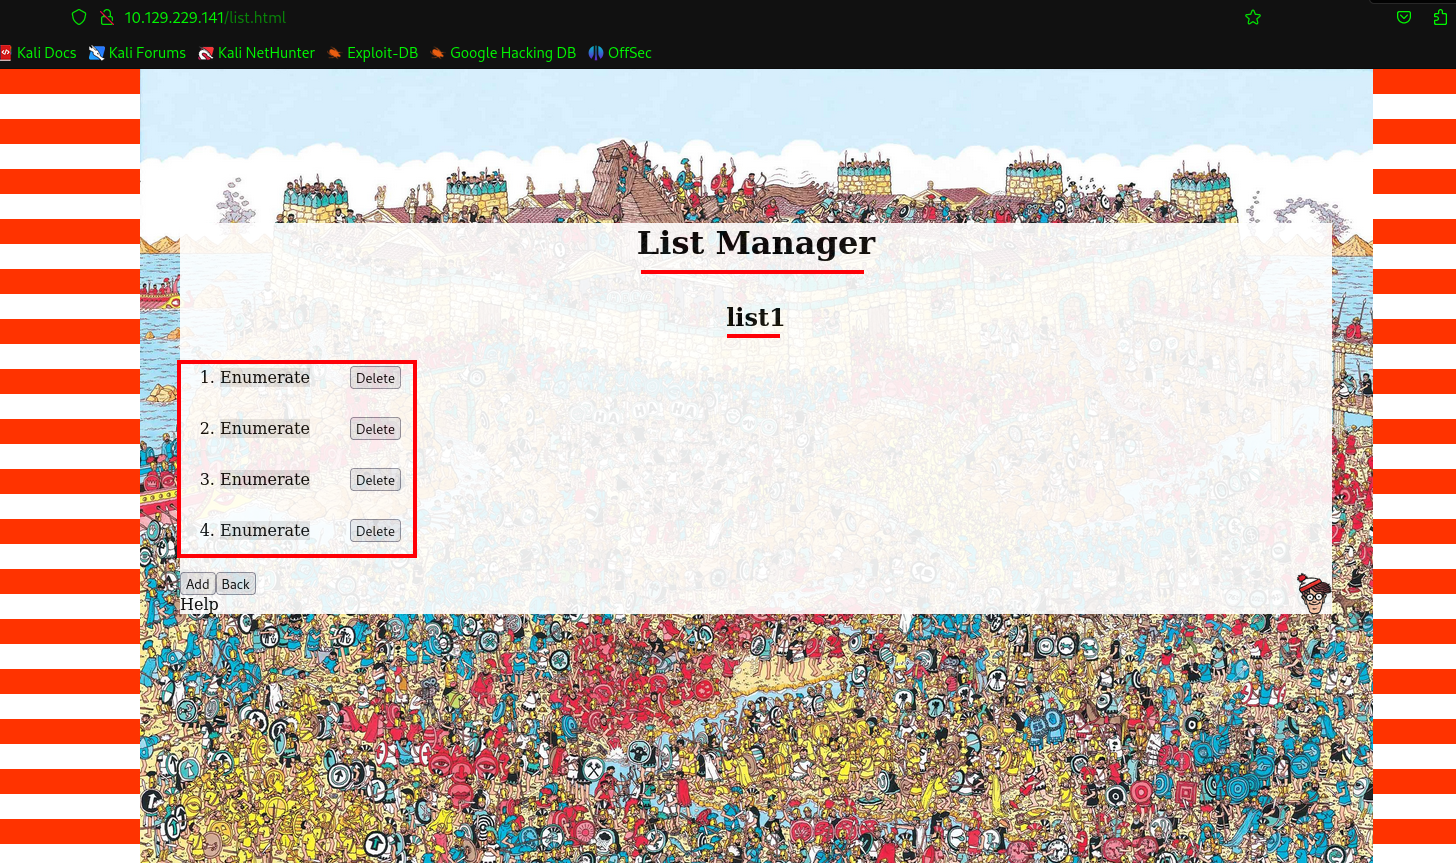 10.129.229.141/list.html
Kali Docs Kali Forums Kali NetHunter Exploit-DB Google Hacking DB OffSec
List Manager
list1
1. Enumerate Delete
2. Enumerate Delete
3. Enumerate Delete
4. Enumerate Delete
Add Back
Help